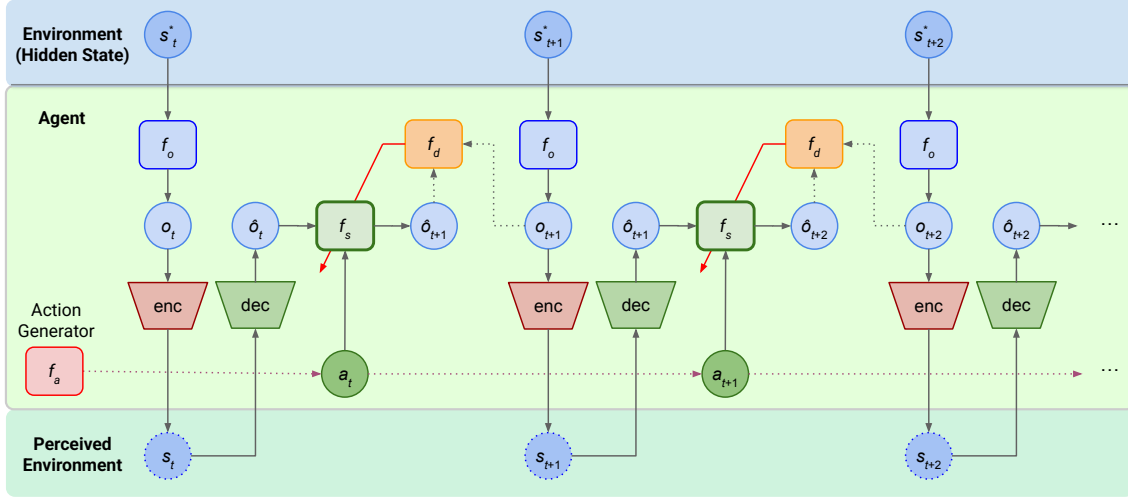 Environment
(Hidden State)
s*t
s*t+1
s*t+2
Agent
fo
fd
fo
fd
fo
ot
ôt
fs
ôt+1
ot+1
ôt+1
fs
ôt+2
ot+2
ôt+2
...
enc
dec
enc
dec
enc
dec
Action
Generator
fa
at
at+1
...
Perceived
Environment
st
st+1
st+2